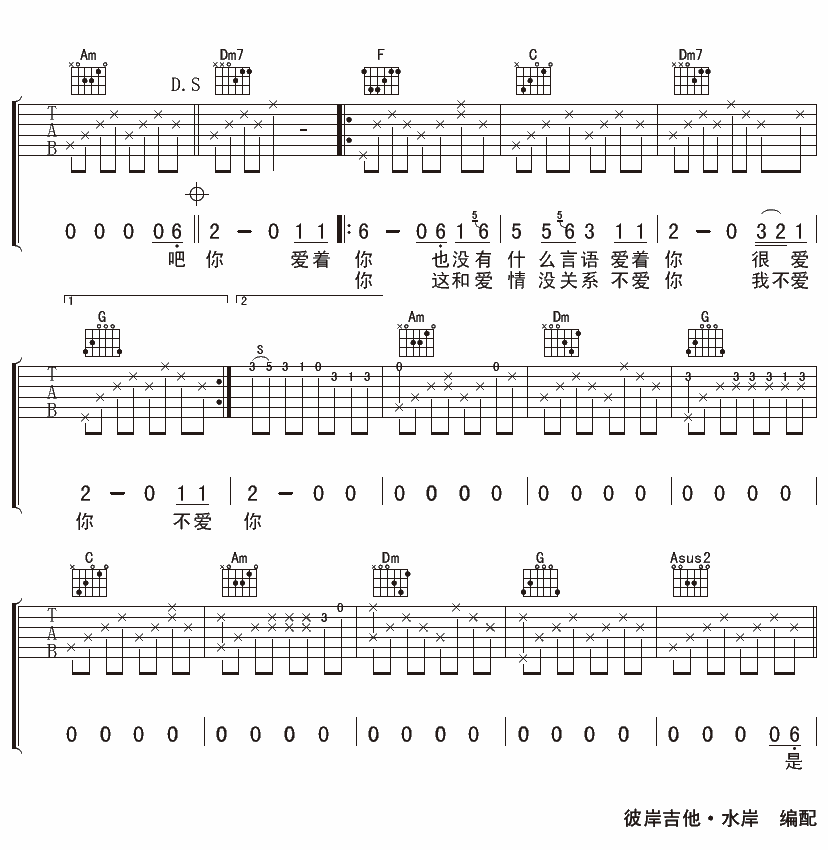 Am Dm7 F C Dm7
D.S
T
A
B
0 0 0 0 6 2 - 0 1 1 6 - 0 6 1 5 6 5 5 5 6 3 1 1 2 - 0 3 2 1
吧 你 爱着 你 也没有 什么言语 爱着 你 很 爱
你 这和爱 情没关系 不爱 你 我不爱
1 2
G Am Dm G
S
T 3 5 3 1 0 3 1 3 0 0 3 3 3 3 1 3
A
B
2 - 0 1 1 2 - 0 0 0 0 0 0 0 0 0 0 0 0 0 0
你 不爱 你
C Am Dm G Asus2
T 3 0
A
B
0 0 0 0 0 0 0 0 0 0 0 0 0 0 0 0 0 0 0 0 6
是
彼岸吉他·水岸 编配